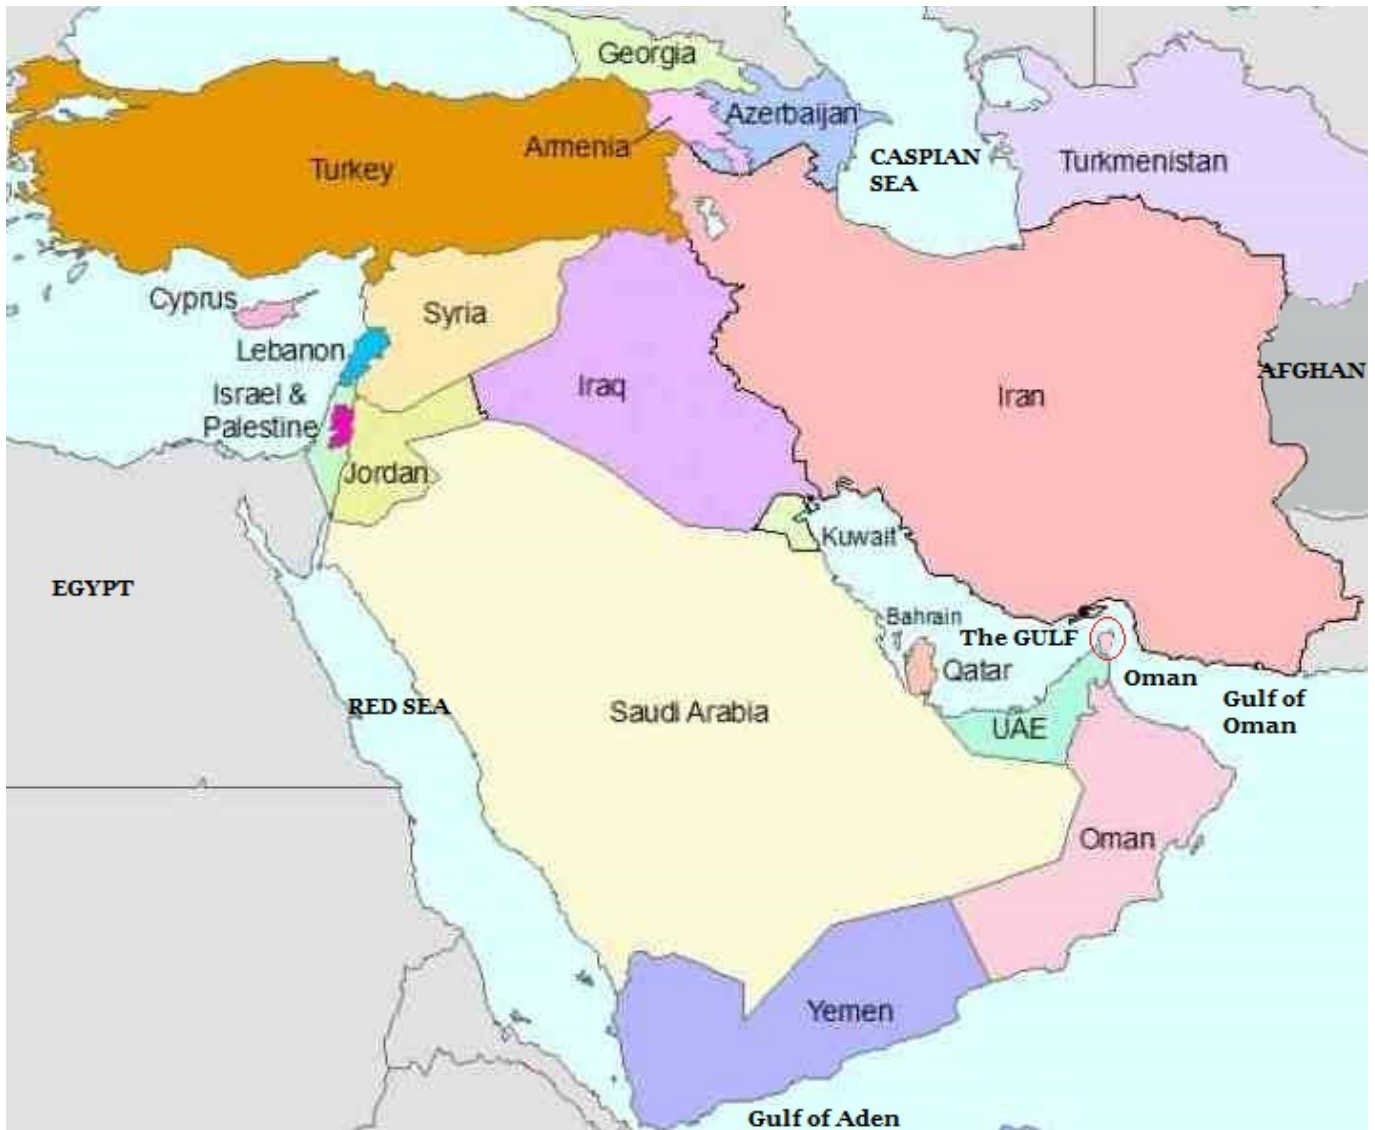 Georgia
Azerbaijan
Armenia
CASPIAN
SEA
Turkmenistan
Turkey
Cyprus
Syria
Lebanon
AFGHAN
Israel &
Palestine
Iraq
Iran
Jordan
Kuwait
EGYPT
Bahrain
The GULF
Qatar
Oman
Gulf of
Oman
RED SEA
Saudi Arabia
UAE
Oman
Yemen
Gulf of Aden